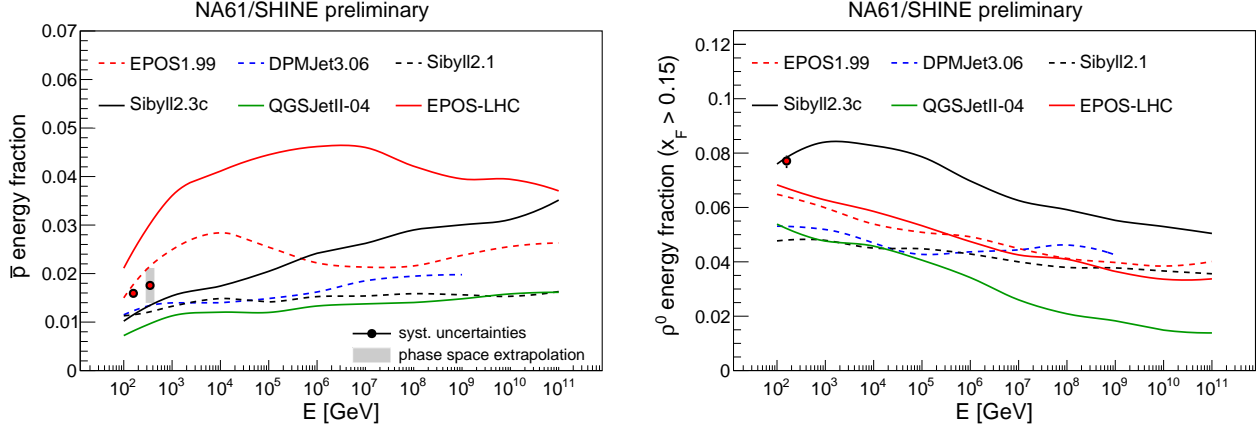 NA61/SHINE preliminary
0.07
0.06
0.05
0.04
0.03
0.02
0.01
0
p̅ energy fraction
EPOS1.99 DPMJet3.06 Sibyll2.1
Sibyll2.3c QGSJetII-04 EPOS-LHC
syst. uncertainties
phase space extrapolation
10² 10³ 10⁴ 10⁵ 10⁶ 10⁷ 10⁸ 10⁹ 10¹⁰ 10¹¹
E [GeV]
NA61/SHINE preliminary
0.12
0.1
0.08
0.06
0.04
0.02
0
ρ⁰ energy fraction (x_F > 0.15)
EPOS1.99 DPMJet3.06 Sibyll2.1
Sibyll2.3c QGSJetII-04 EPOS-LHC
10² 10³ 10⁴ 10⁵ 10⁶ 10⁷ 10⁸ 10⁹ 10¹⁰ 10¹¹
E [GeV]